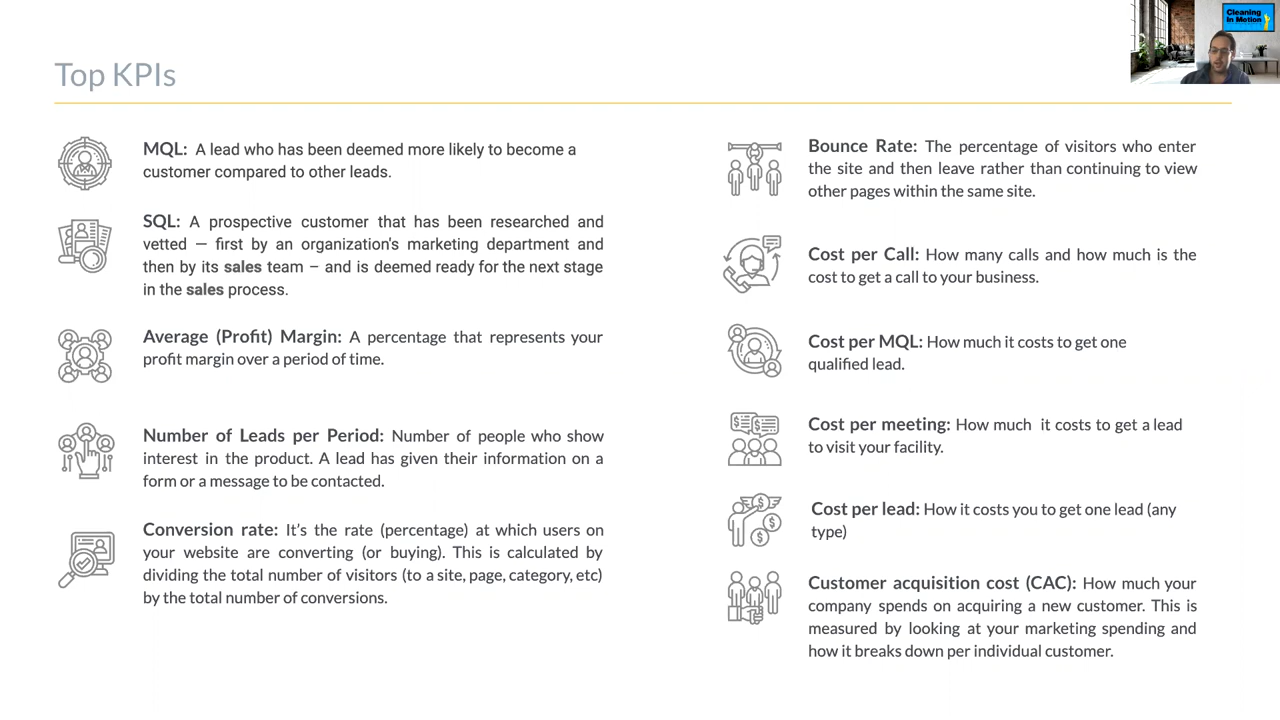 Cleaning
In Motion
Top KPIs
MQL: A lead who has been deemed more likely to become a
customer compared to other leads.
SQL: A prospective customer that has been researched and
vetted — first by an organization's marketing department and
then by its sales team – and is deemed ready for the next stage
in the sales process.
Average (Profit) Margin: A percentage that represents your
profit margin over a period of time.
Number of Leads per Period: Number of people who show
interest in the product. A lead has given their information on a
form or a message to be contacted.
Conversion rate: It's the rate (percentage) at which users on
your website are converting (or buying). This is calculated by
dividing the total number of visitors (to a site, page, category, etc)
by the total number of conversions.
Bounce Rate: The percentage of visitors who enter
the site and then leave rather than continuing to view
other pages within the same site.
Cost per Call: How many calls and how much is the
cost to get a call to your business.
Cost per MQL: How much it costs to get one
qualified lead.
Cost per meeting: How much it costs to get a lead
to visit your facility.
Cost per lead: How it costs you to get one lead (any
type)
Customer acquisition cost (CAC): How much your
company spends on acquiring a new customer. This is
measured by looking at your marketing spending and
how it breaks down per individual customer.